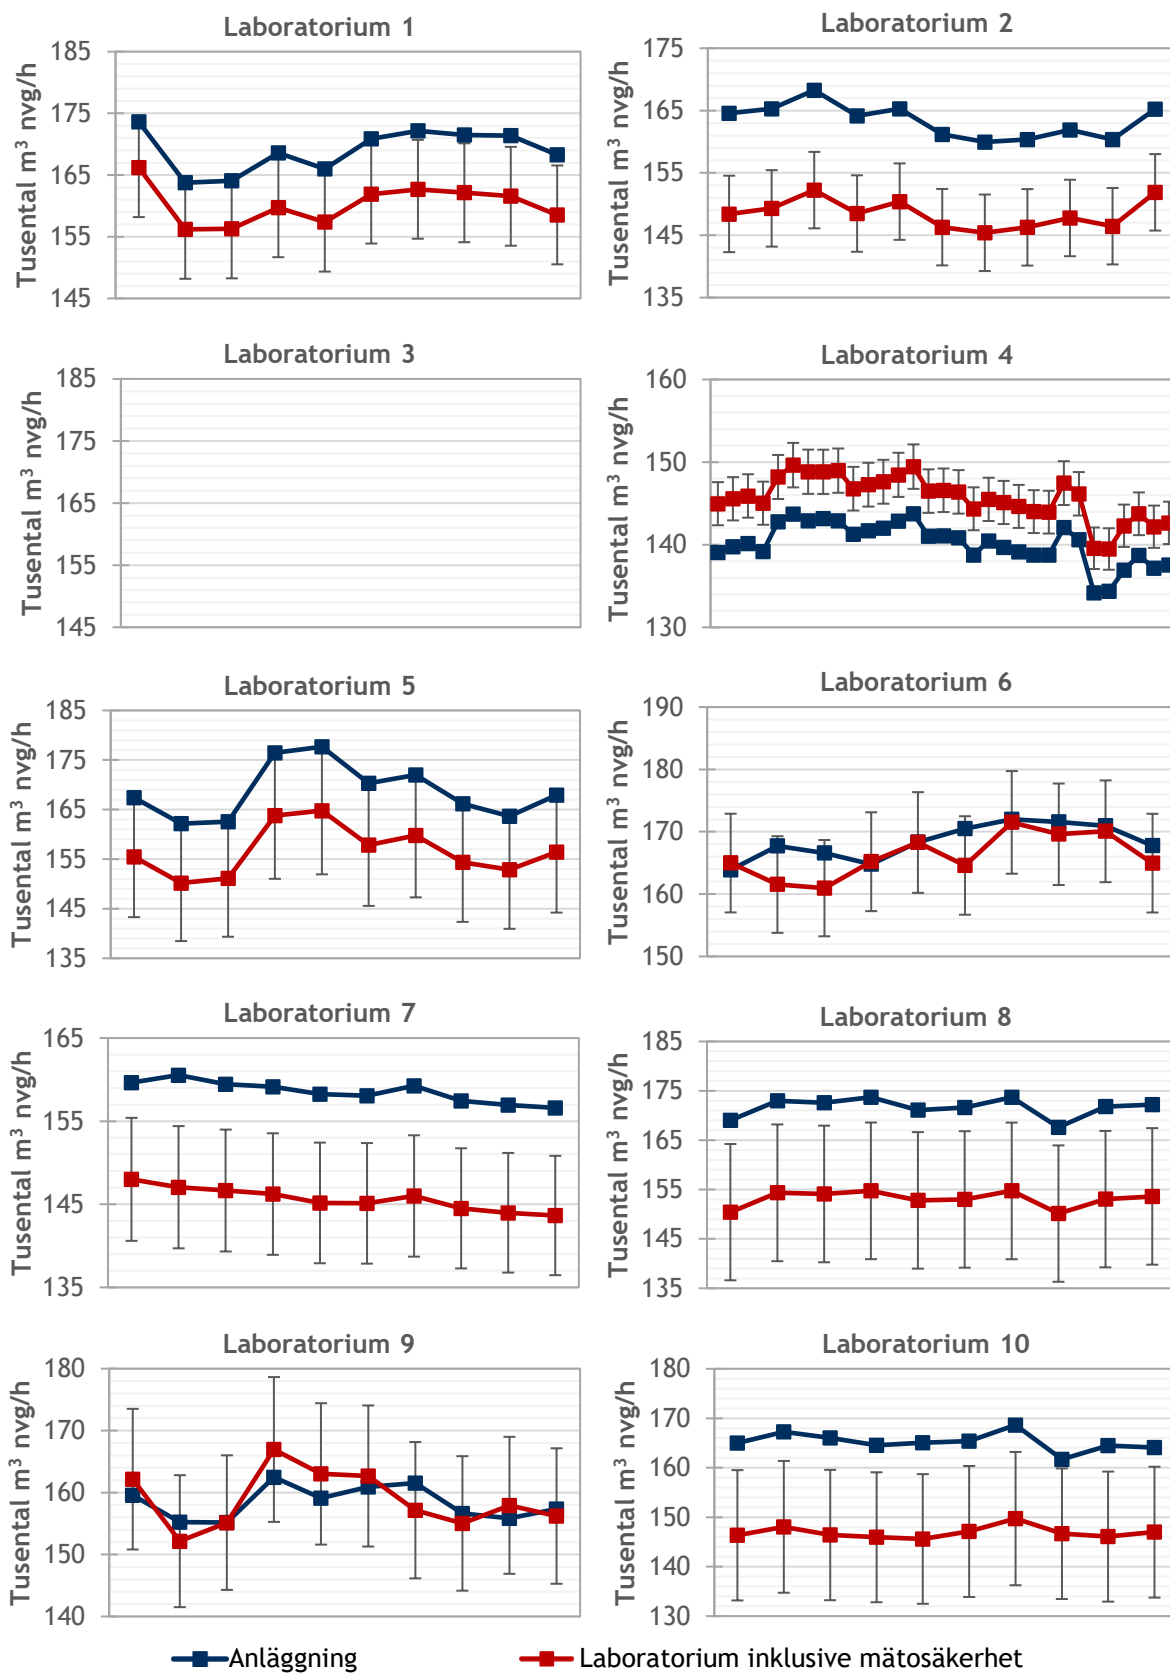 Laboratorium 1
Tusental m³ nvg/h
185
175
165
155
145
Laboratorium 2
Tusental m³ nvg/h
175
165
155
145
135
Laboratorium 3
Tusental m³ nvg/h
185
175
165
155
145
Laboratorium 4
Tusental m³ nvg/h
160
150
140
130
Laboratorium 5
Tusental m³ nvg/h
185
175
165
155
145
135
Laboratorium 6
Tusental m³ nvg/h
190
180
170
160
150
Laboratorium 7
Tusental m³ nvg/h
165
155
145
135
Laboratorium 8
Tusental m³ nvg/h
185
175
165
155
145
135
Laboratorium 9
Tusental m³ nvg/h
180
170
160
150
140
Laboratorium 10
Tusental m³ nvg/h
180
170
160
150
140
130
Anläggning
Laboratorium inklusive mätosäkerhet